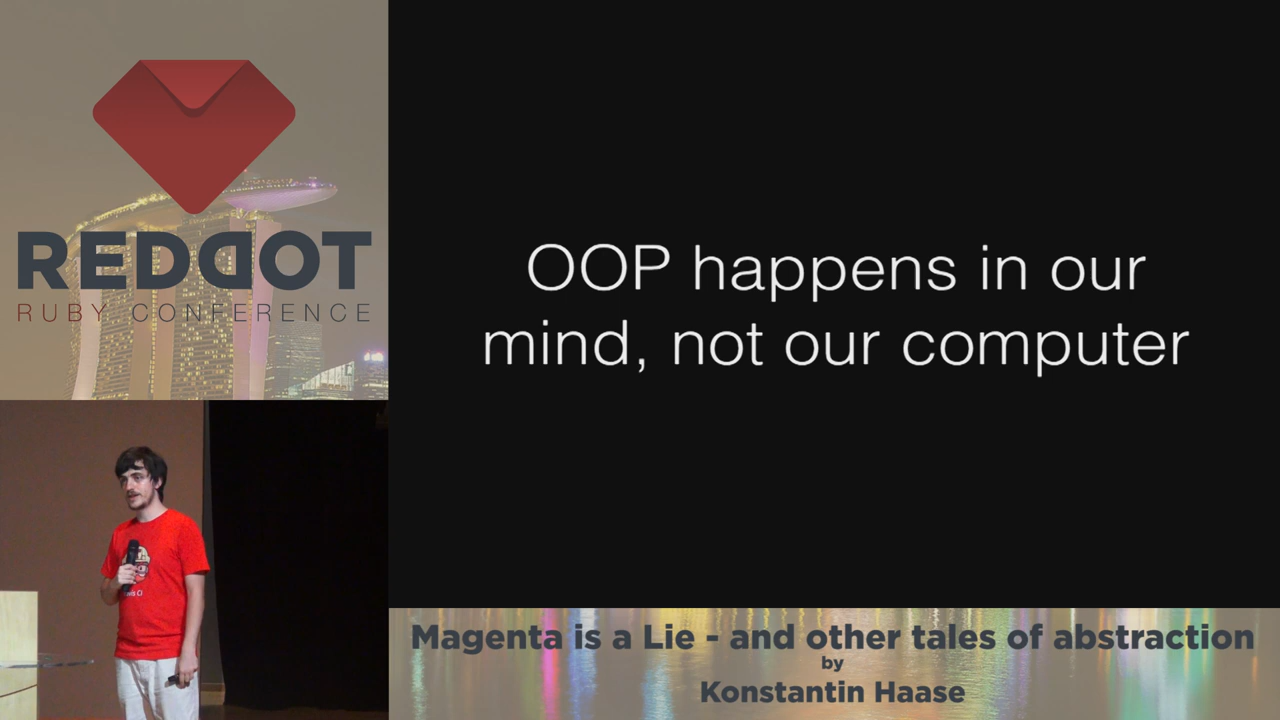 REDDOT
RUBY CONFERENCE
OOP happens in our
mind, not our computer
Magenta is a Lie - and other tales of abstraction
by
Konstantin Haase
CI